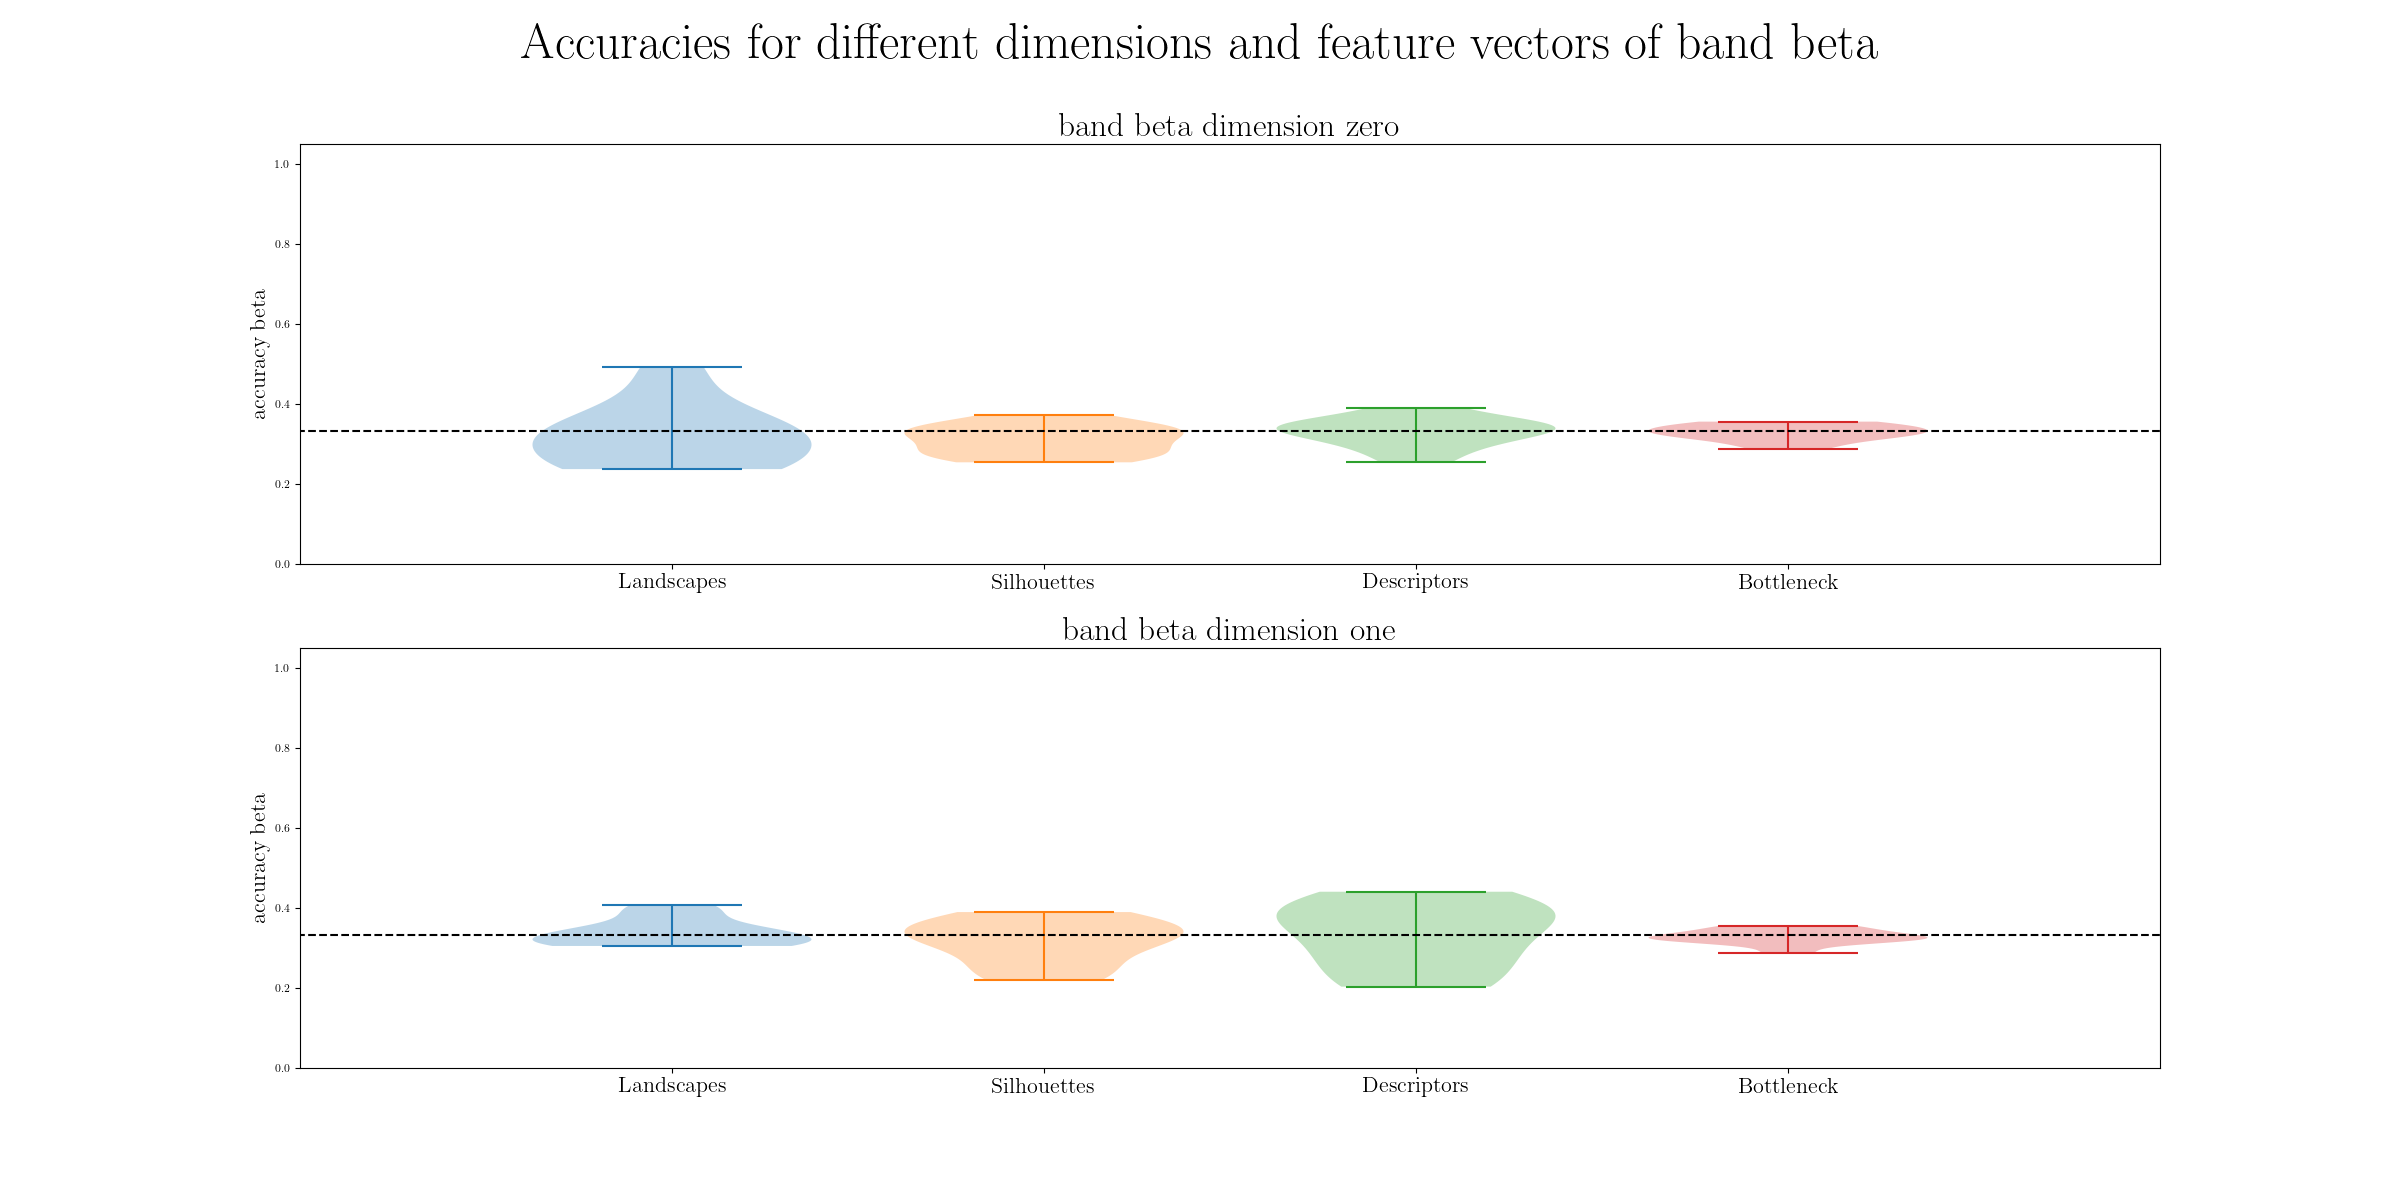 Accuracies for different dimensions and feature vectors of band beta
band beta dimension zero
1.0
0.8
0.6
0.4
0.2
0.0
accuracy beta
Landscapes Silhouettes Descriptors Bottleneck
band beta dimension one
1.0
0.8
0.6
0.4
0.2
0.0
accuracy beta
Landscapes Silhouettes Descriptors Bottleneck